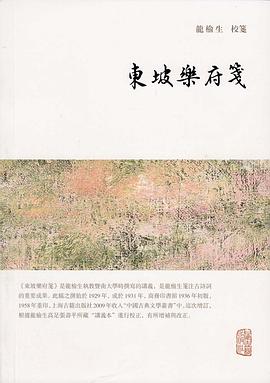 龍榆生 校箋
東坡樂府箋
《東坡樂府箋》是龍榆生執教暨南大學時撰寫的講義，是龍榆生箋注古詩詞
的重要成果。此稿之撰始於1929年，成於1931年，商務印書館1936年初版，
1958年重印，上海古籍出版社2009年收入“中國古典文學叢書”中。這次增訂，
根據龍榆生高足張壽平所藏“講義本”進行校正，有所增補與改正。